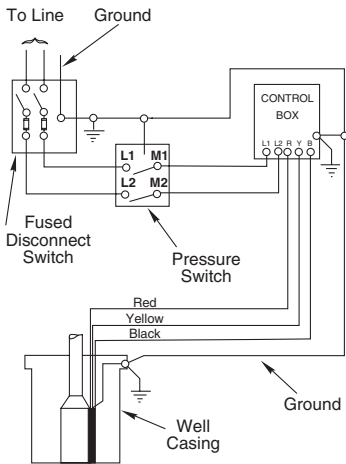 To Line
Ground
CONTROL
BOX
L1 L2 R Y B
L1 M1
L2 M2
Fused
Disconnect
Switch
Pressure
Switch
Red
Yellow
Black
Ground
Well
Casing